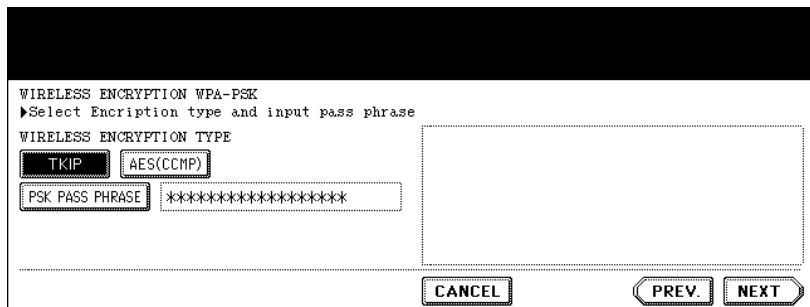 WIRELESS ENCRYPTION WPA-PSK
▶Select Encription type and input pass phrase
WIRELESS ENCRYPTION TYPE
TKIP AES(CCMP)
PSK PASS PHRASE ******************
CANCEL PREV. NEXT